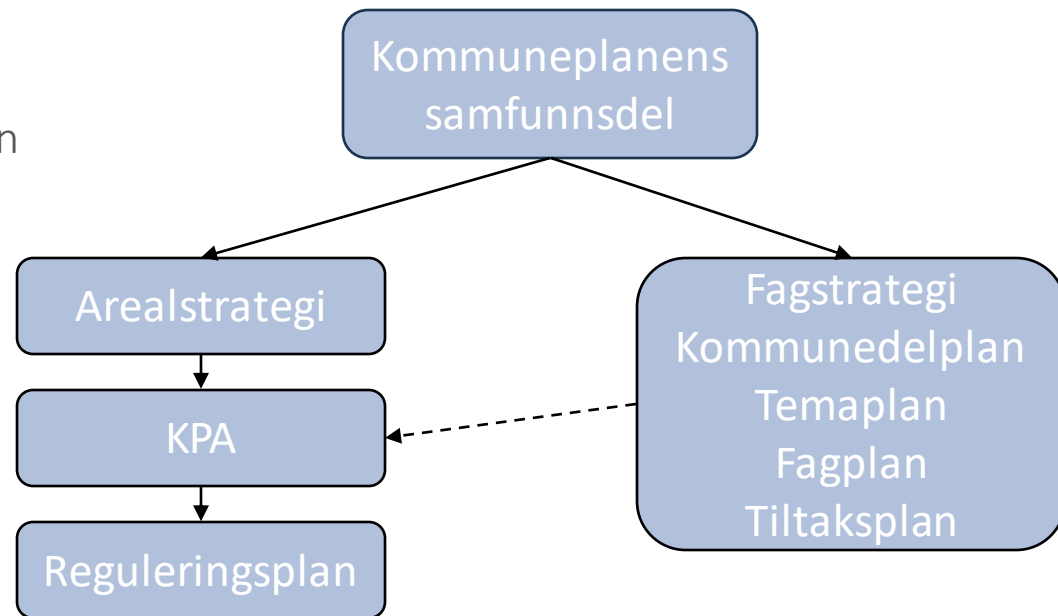 Kommuneplanens
samfunnsdel
n
Arealstrategi
KPA
Reguleringsplan
Fagstrategi
Kommunedelplan
Temaplan
Fagplan
Tiltaksplan